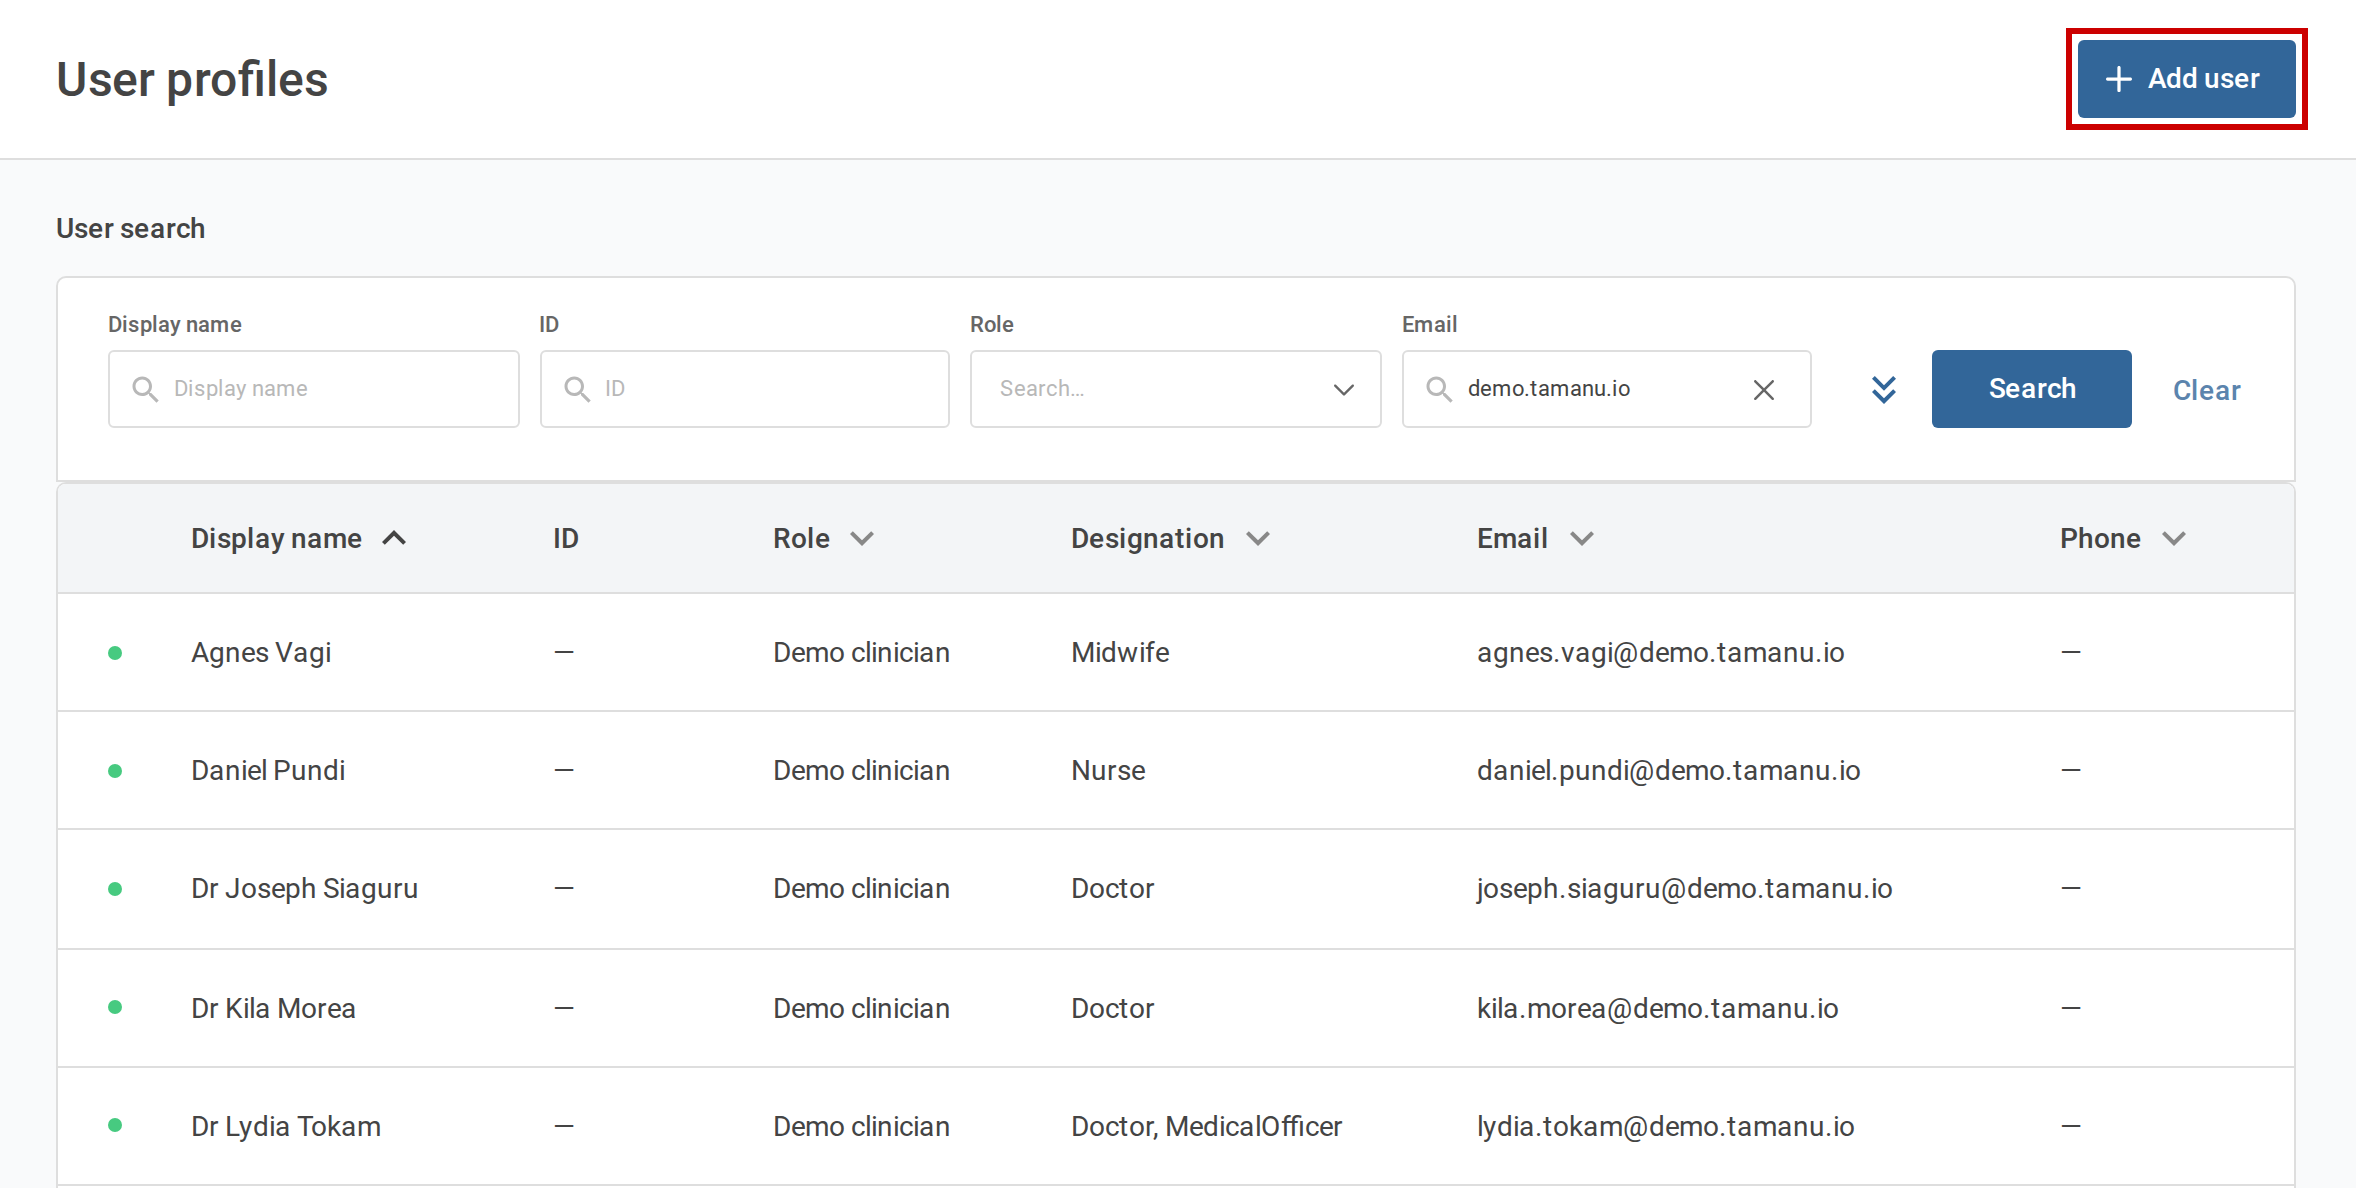 User profiles
Add user
User search
Display name ID Role Email
Display name ID Search... demo.tamanu.io Search Clear
Display name ID Role Designation Email Phone
Agnes Vagi — Demo clinician Midwife agnes.vagi@demo.tamanu.io —
Daniel Pundi — Demo clinician Nurse daniel.pundi@demo.tamanu.io —
Dr Joseph Siaguru — Demo clinician Doctor joseph.siaguru@demo.tamanu.io —
Dr Kila Morea — Demo clinician Doctor kila.morea@demo.tamanu.io —
Dr Lydia Tokam — Demo clinician Doctor, MedicalOfficer lydia.tokam@demo.tamanu.io —